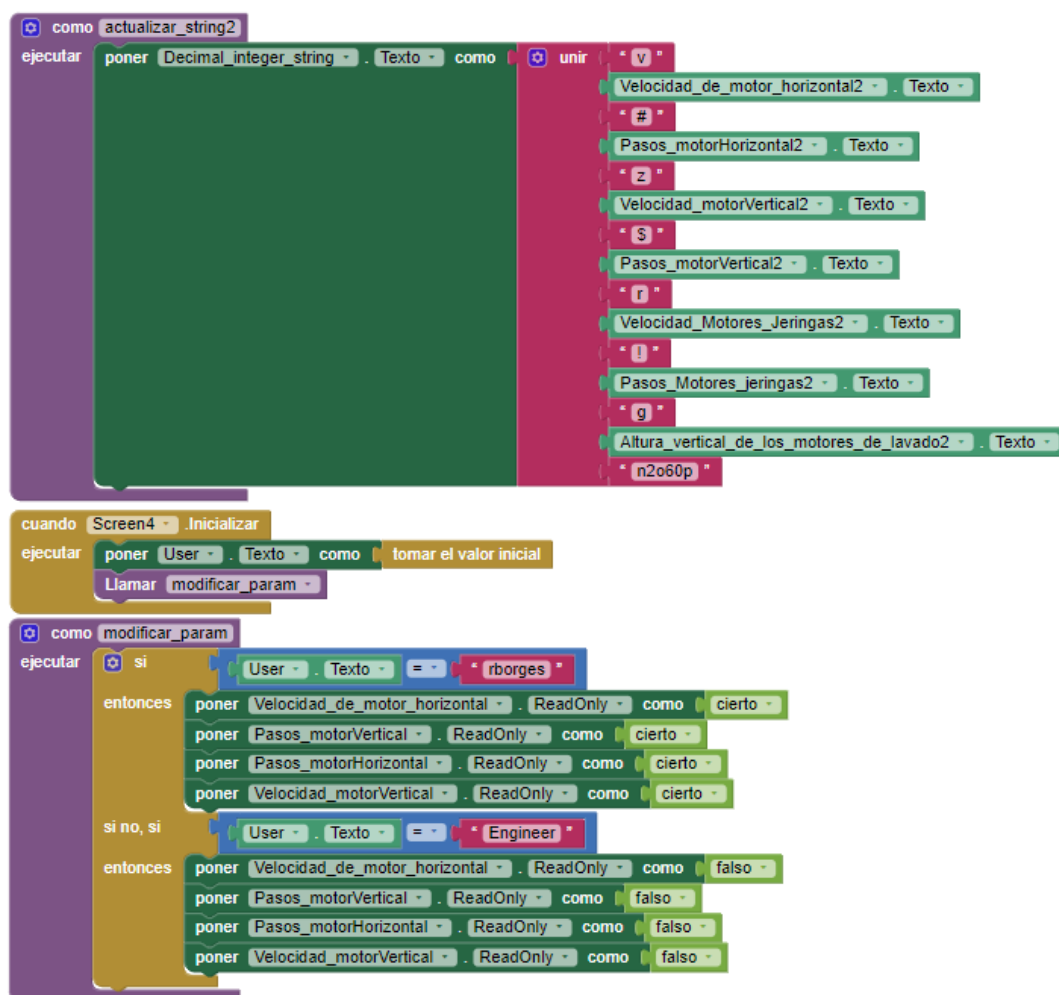 como actualizar_string2
ejecutar poner Decimal_integer_string . Texto como unir " v "
Velocidad_de_motor_horizontal2 . Texto
" # "
Pasos_motorHorizontal2 . Texto
" z "
Velocidad_motorVertical2 . Texto
" $ "
Pasos_motorVertical2 . Texto
" r "
Velocidad_Motores_Jeringas2 . Texto
" ! "
Pasos_Motores_jeringas2 . Texto
" g "
Altura_vertical_de_los_motores_de_lavado2 . Texto
" n2o60p "
cuando Screen4 .Inicializar
ejecutar poner User . Texto como tomar el valor inicial
Llamar modificar_param
como modificar_param
ejecutar si User . Texto = " rborges "
entonces poner Velocidad_de_motor_horizontal . ReadOnly como cierto
poner Pasos_motorVertical . ReadOnly como cierto
poner Pasos_motorHorizontal . ReadOnly como cierto
poner Velocidad_motorVertical . ReadOnly como cierto
si no, si User . Texto = " Engineer "
entonces poner Velocidad_de_motor_horizontal . ReadOnly como falso
poner Pasos_motorVertical . ReadOnly como falso
poner Pasos_motorHorizontal . ReadOnly como falso
poner Velocidad_motorVertical . ReadOnly como falso